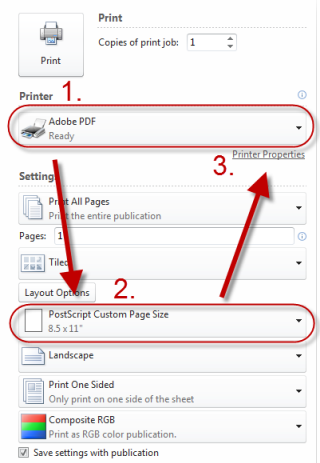 Print
Copies of print job: 1
Print
Printer 1.
Adobe PDF
Ready
3. Printer Properties
Settings
Print All Pages
Print the entire publication
Pages: 1
Tiled
Layout Options 2.
PostScript Custom Page Size
8.5 x 11"
Landscape
Print One Sided
Only print on one side of the sheet
Composite RGB
Print as RGB color publication.
Save settings with publication